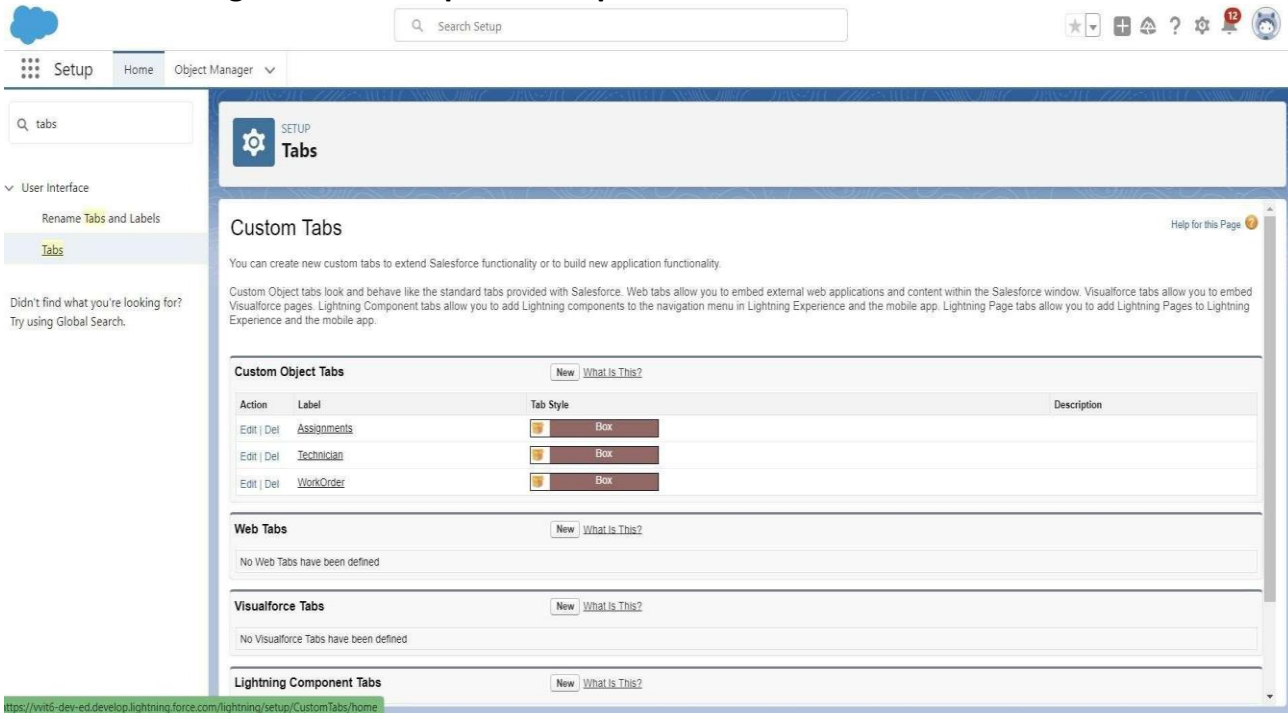 Search Setup
12
Setup Home Object Manager
tabs
SETUP
Tabs
User Interface
Rename Tabs and Labels
Tabs
Didn't find what you're looking for?
Try using Global Search.
Custom Tabs
Help for this Page
You can create new custom tabs to extend Salesforce functionality or to build new application functionality.
Custom Object tabs look and behave like the standard tabs provided with Salesforce. Web tabs allow you to embed external web applications and content within the Salesforce window. Visualforce tabs allow you to embed
Visualforce pages. Lightning Component tabs allow you to add Lightning components to the navigation menu in Lightning Experience and the mobile app. Lightning Page tabs allow you to add Lightning Pages to Lightning
Experience and the mobile app.
Custom Object Tabs New What Is This?
Action Label Tab Style Description
Edit | Del Assignments Box
Edit | Del Technician Box
Edit | Del WorkOrder Box
Web Tabs New What Is This?
No Web Tabs have been defined
Visualforce Tabs New What Is This?
No Visualforce Tabs have been defined
Lightning Component Tabs New What Is This?
ttps://vvit6-dev-ed.develop.lightning.force.com/lightning/setup/CustomTabs/home